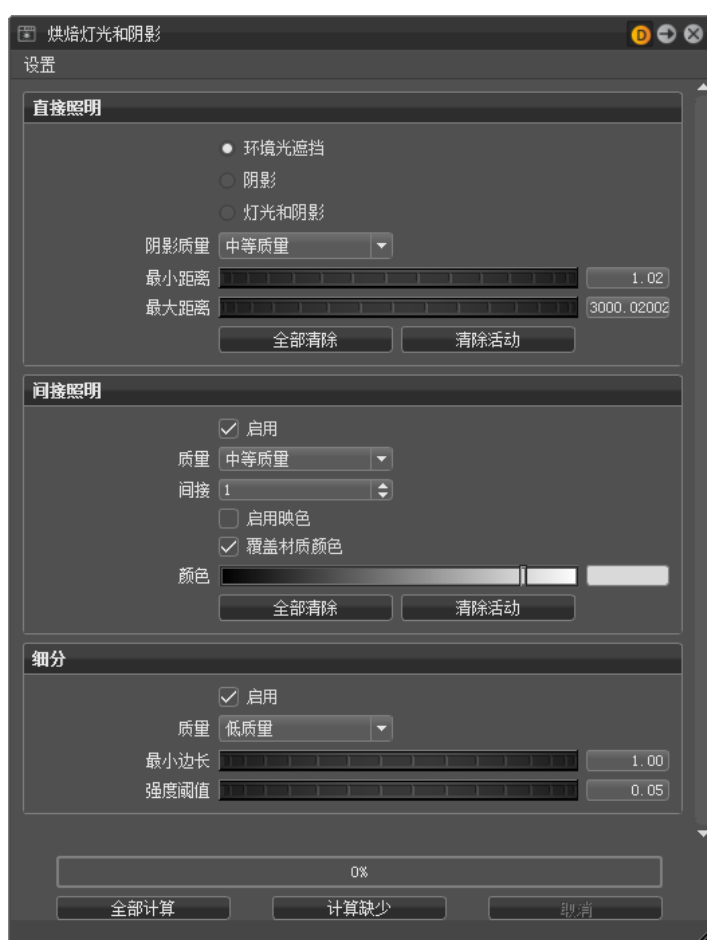 烘焙灯光和阴影 D
设置
直接照明
环境光遮挡
阴影
灯光和阴影
阴影质量 中等质量
最小距离 1.02
最大距离 3000.02002
全部清除 清除活动
间接照明
启用
质量 中等质量
间接 1
启用映色
覆盖材质颜色
颜色
全部清除 清除活动
细分
启用
质量 低质量
最小边长 1.00
强度阈值 0.05
0%
全部计算 计算缺少 取消